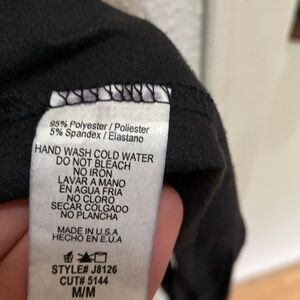 95% Polyester / Poliester
5% Spandex / Elastano
HAND WASH COLD WATER
DO NOT BLEACH
NO IRON
LAVAR A MANO
EN AGUA FRIA
NO CLORO
SECAR COLGADO
NO PLANCHA
MADE IN U.S.A
HECHO EN E.U.A
STYLE# J8126
CUT# 5144
M/M